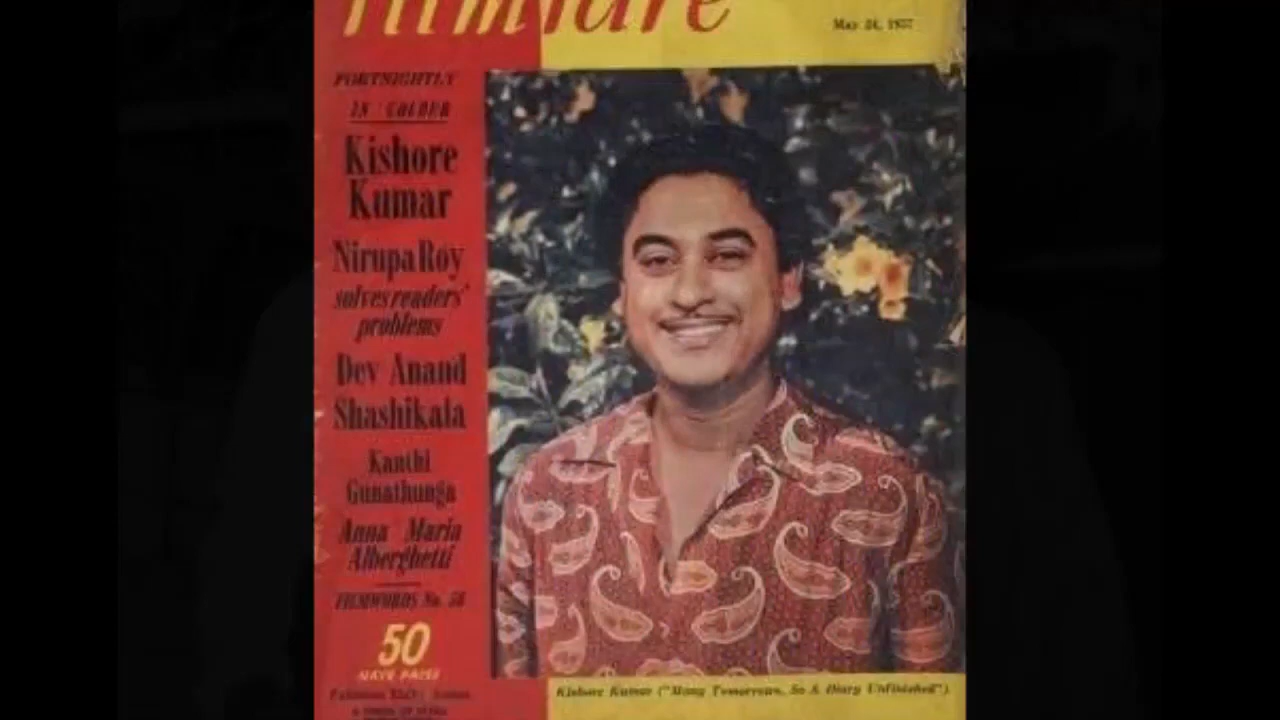 filmfare
May 24, 1957
FORTNIGHTLY
IN COLOUR
Kishore
Kumar
Nirupa Roy
solves readers'
problems
Dev Anand
Shashikala
Kanthi
Gunathunga
Anna Maria
Alberghetti
FILMWORDS No. 58
50
NAYE PAISE
Kishore Kumar ("Many Tomorrows, So A Diary Unfinished").